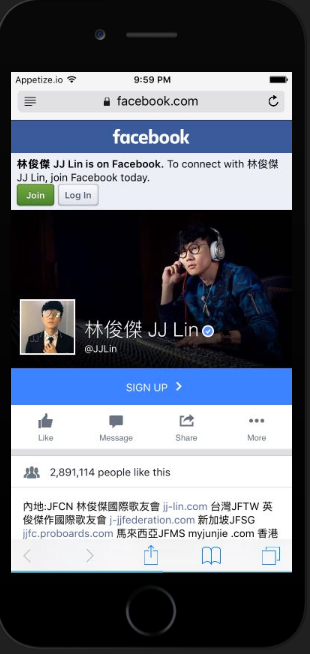 Appetize.io 9:59 PM
facebook.com
facebook
林俊傑 JJ Lin is on Facebook. To connect with 林俊傑
JJ Lin, join Facebook today.
Join Log In
林俊傑 JJ Lin
@JJLin
SIGN UP
Like Message Share More
2,891,114 people like this
內地:JFCN 林俊傑國際歌友會 jj-lin.com 台灣JFTW 英
俊傑作國際歌友會 j-jjfederation.com 新加坡JFSG
jjfc.proboards.com 馬來西亞JFMS myjunjie .com 香港